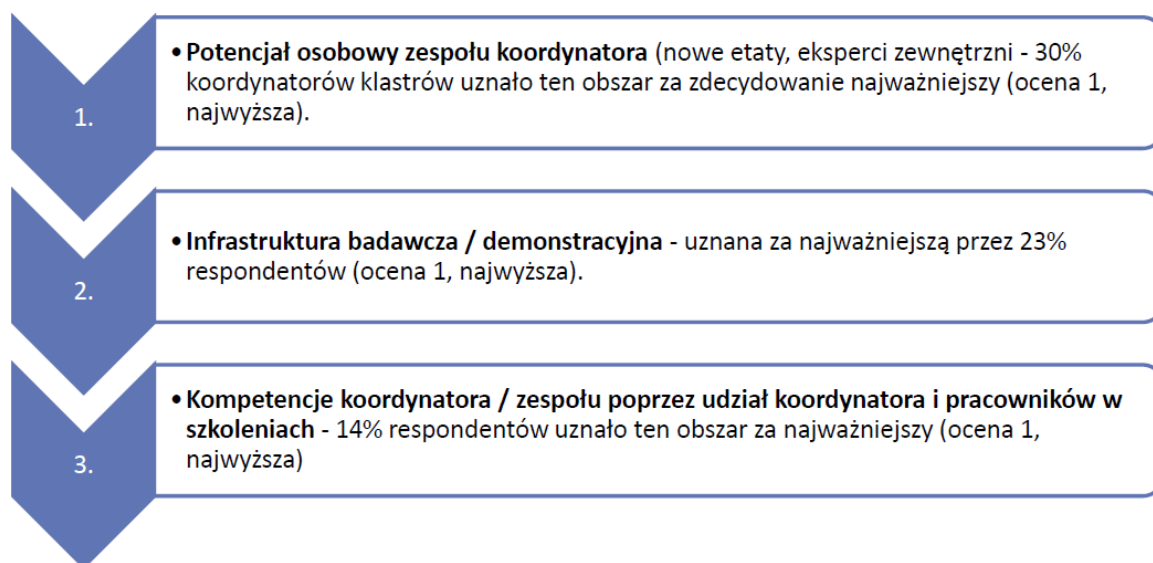 1.
• Potencjał osobowy zespołu koordynatora (nowe etaty, eksperci zewnętrzni - 30%
koordynatorów klastrów uznało ten obszar za zdecydowanie najważniejszy (ocena 1,
najwyższa).
2.
• Infrastruktura badawcza / demonstracyjna - uznana za najważniejszą przez 23%
respondentów (ocena 1, najwyższa).
3.
• Kompetencje koordynatora / zespołu poprzez udział koordynatora i pracowników w
szkoleniach - 14% respondentów uznało ten obszar za najważniejszy (ocena 1,
najwyższa)